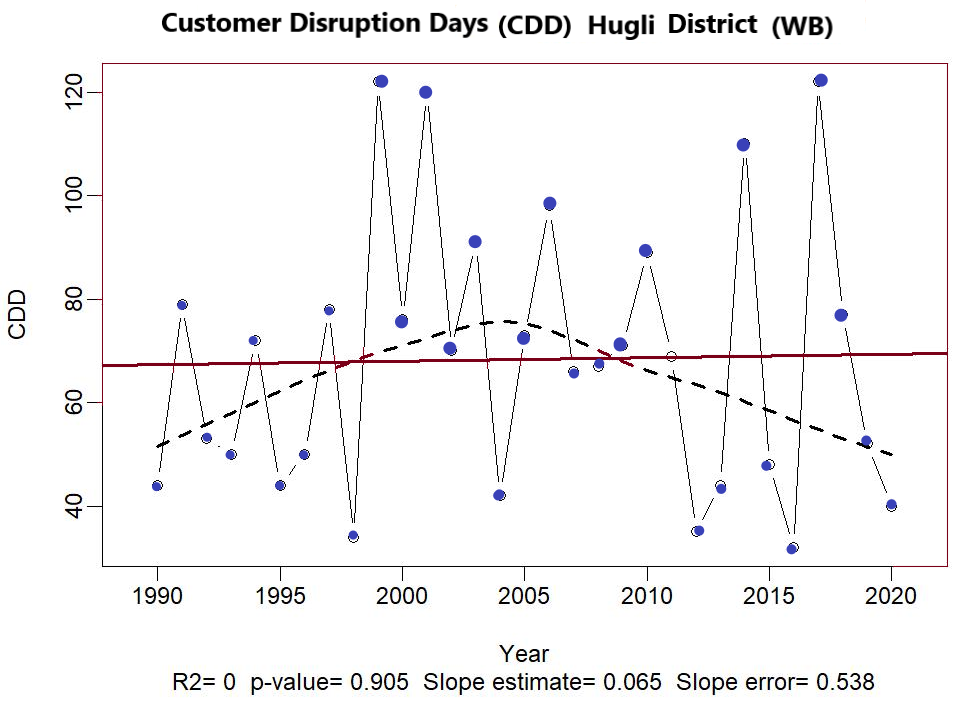 Customer Disruption Days (CDD) Hugli District (WB)
120
100
80
60
40
CDD
1990 1995 2000 2005 2010 2015 2020
Year
R2= 0 p-value= 0.905 Slope estimate= 0.065 Slope error= 0.538